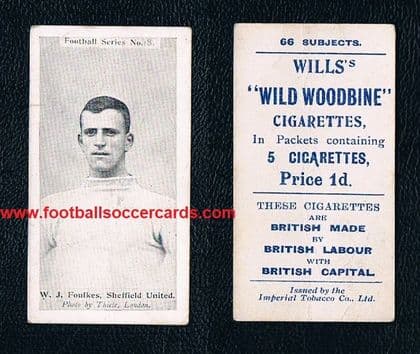 Football Series No. 8.
www.footballsoccercards.com
W. J. Foulkes, Sheffield United.
Photo by Thiele, London.
66 SUBJECTS.
WILLS'S
"WILD WOODBINE"
CIGARETTES,
In Packets containing
5 CIGARETTES,
Price 1d.
THESE CIGARETTES
ARE
BRITISH MADE
BY
BRITISH LABOUR
WITH
BRITISH CAPITAL.
Issued by the
Imperial Tobacco Co., Ltd.